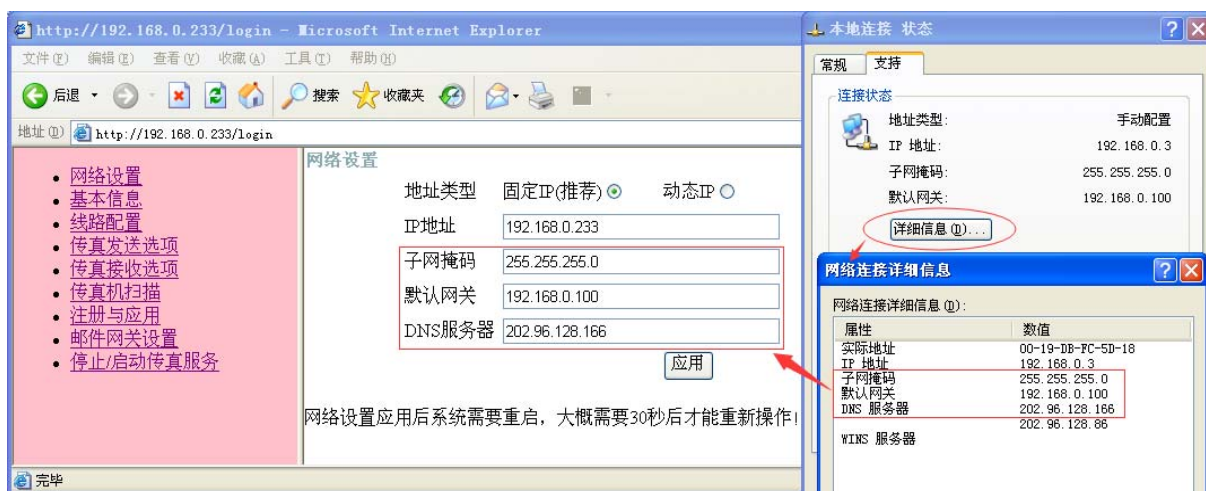 http://192.168.0.233/login - Microsoft Internet Explorer
文件(F) 编辑(E) 查看(V) 收藏(A) 工具(T) 帮助(H)
后退 搜索 收藏夹
地址(D) http://192.168.0.233/login
网络设置
基本信息
线路配置
传真发送选项
传真接收选项
传真机扫描
注册与应用
邮件网关设置
停止/启动传真服务
网络设置
地址类型 固定IP(推荐) 动态IP
IP地址 192.168.0.233
子网掩码 255.255.255.0
默认网关 192.168.0.100
DNS服务器 202.96.128.166
应用
网络设置应用后系统需要重启，大概需要30秒后才能重新操作!
完毕
本地连接 状态
常规 支持
连接状态
地址类型: 手动配置
IP 地址: 192.168.0.3
子网掩码: 255.255.255.0
默认网关: 192.168.0.100
详细信息(D)...
网络连接详细信息
网络连接详细信息(D):
属性 数值
实际地址 00-19-DB-FC-5D-18
IP 地址 192.168.0.3
子网掩码 255.255.255.0
默认网关 192.168.0.100
DNS 服务器 202.96.128.166
202.96.128.86
WINS 服务器